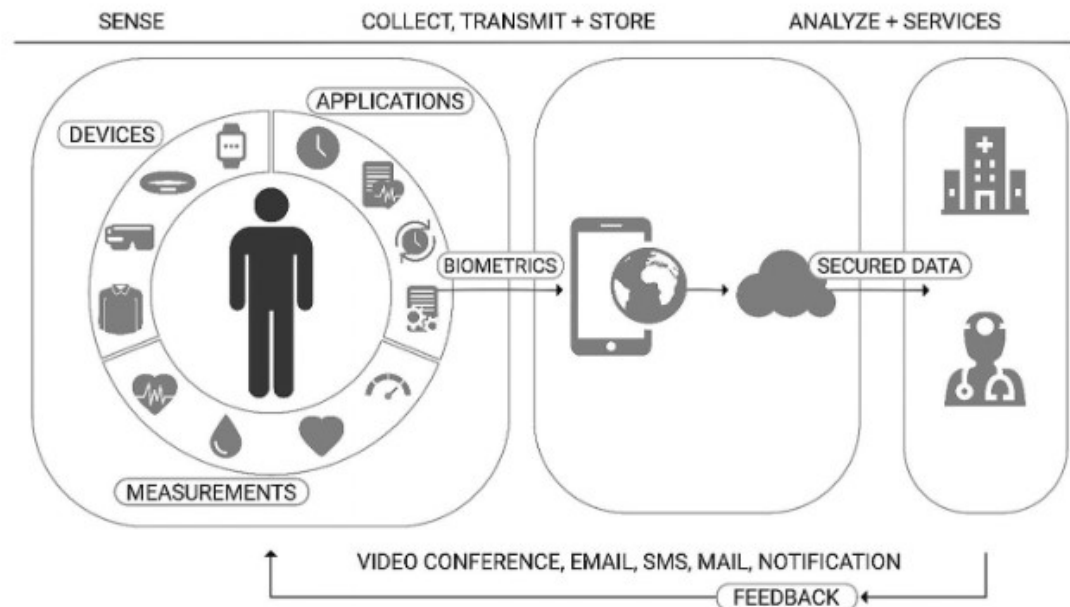 SENSE
COLLECT, TRANSMIT + STORE
ANALYZE + SERVICES
APPLICATIONS
DEVICES
BIOMETRICS
SECURED DATA
MEASUREMENTS
VIDEO CONFERENCE, EMAIL, SMS, MAIL, NOTIFICATION
FEEDBACK